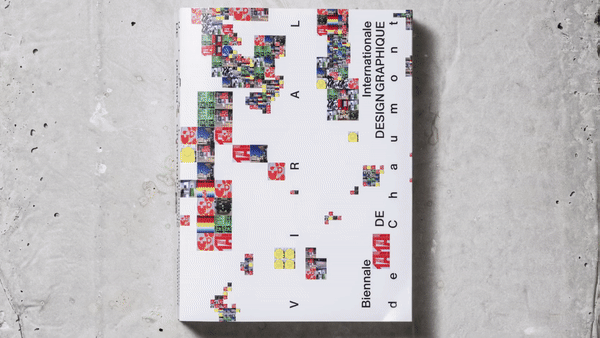 V I R A L
Biennale Internationale
DE DESIGN GRAPHIQUE
d e C h a u m o n t